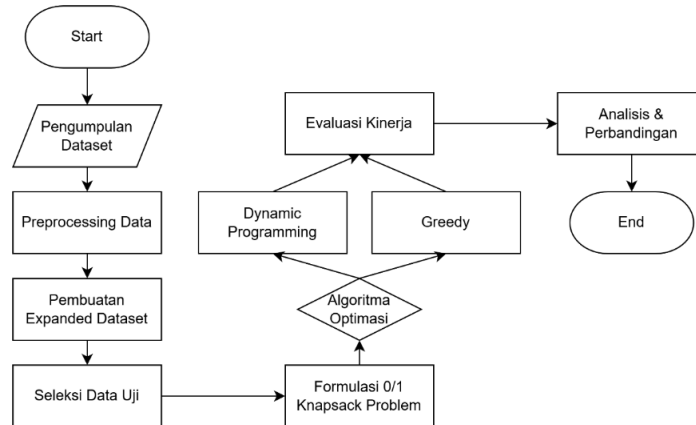 Start
Pengumpulan
Dataset
Preprocessing Data
Pembuatan
Expanded Dataset
Seleksi Data Uji
Formulasi 0/1
Knapsack Problem
Algoritma
Optimasi
Dynamic
Programming
Greedy
Evaluasi Kinerja
Analisis &
Perbandingan
End